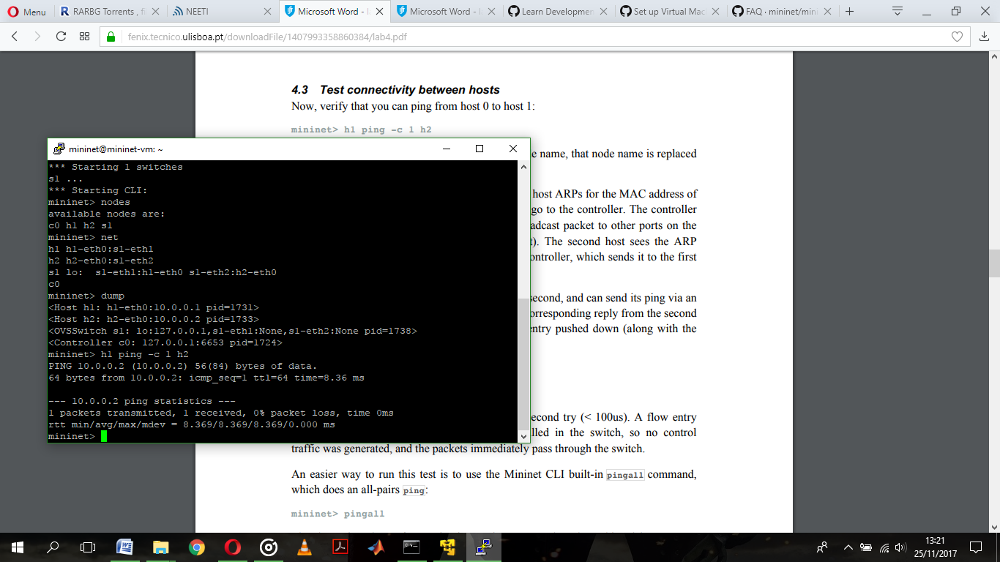 Menu
RARBG Torrents , fi
NEETI
Microsoft Word - l
Microsoft Word - l
Learn Developmen
Set up Virtual Mac
FAQ · mininet/mini
fenix.tecnico.ulisboa.pt/downloadFile/1407993358860384/lab4.pdf
4.3 Test connectivity between hosts
Now, verify that you can ping from host 0 to host 1:
mininet> h1 ping -c 1 h2
e name, that node name is replaced
host ARPs for the MAC address of
go to the controller. The controller
adcast packet to other ports on the
t). The second host sees the ARP
ontroller, which sends it to the first
second, and can send its ping via an
orresponding reply from the second
entry pushed down (along with the
econd try (< 100us). A flow entry
lled in the switch, so no control
traffic was generated, and the packets immediately pass through the switch.
An easier way to run this test is to use the Mininet CLI built-in pingall command,
which does an all-pairs ping:
mininet> pingall
mininet@mininet-vm: ~
*** Starting 1 switches
s1 ...
*** Starting CLI:
mininet> nodes
available nodes are:
c0 h1 h2 s1
mininet> net
h1 h1-eth0:s1-eth1
h2 h2-eth0:s1-eth2
s1 lo:  s1-eth1:h1-eth0 s1-eth2:h2-eth0
c0
mininet> dump
<Host h1: h1-eth0:10.0.0.1 pid=1731>
<Host h2: h2-eth0:10.0.0.2 pid=1733>
<OVSSwitch s1: lo:127.0.0.1,s1-eth1:None,s1-eth2:None pid=1738>
<Controller c0: 127.0.0.1:6653 pid=1724>
mininet> h1 ping -c 1 h2
PING 10.0.0.2 (10.0.0.2) 56(84) bytes of data.
64 bytes from 10.0.0.2: icmp_seq=1 ttl=64 time=8.36 ms
--- 10.0.0.2 ping statistics ---
1 packets transmitted, 1 received, 0% packet loss, time 0ms
rtt min/avg/max/mdev = 8.369/8.369/8.369/0.000 ms
mininet>
13:21
25/11/2017